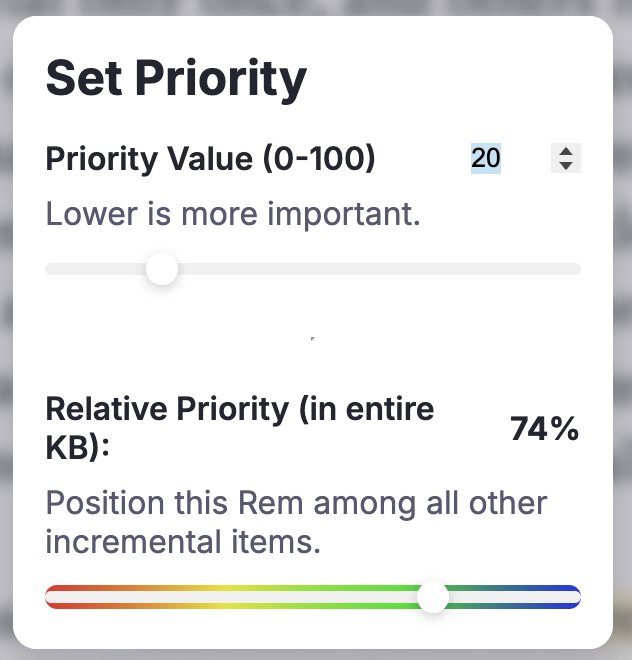 Set Priority
Priority Value (0-100) 20
Lower is more important.
Relative Priority (in entire
KB): 74%
Position this Rem among all other
incremental items.